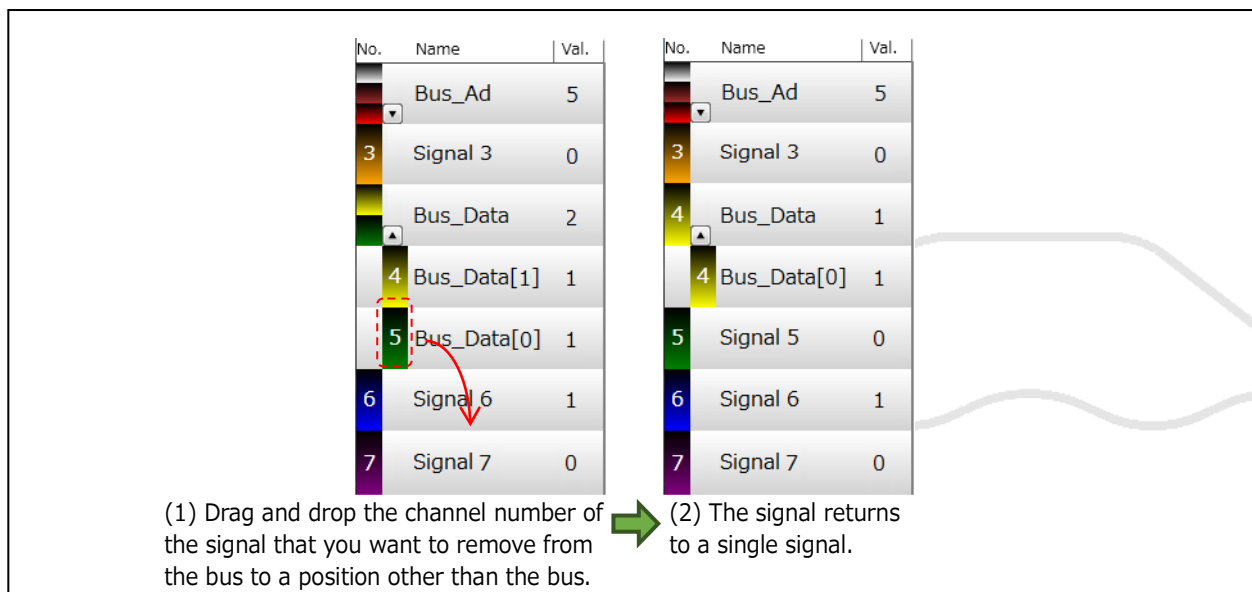 No. Name Val.
Bus_Ad 5
3 Signal 3 0
Bus_Data 2
4 Bus_Data[1] 1
5 Bus_Data[0] 1
6 Signal 6 1
7 Signal 7 0
(1) Drag and drop the channel number of
the signal that you want to remove from
the bus to a position other than the bus.
No. Name Val.
Bus_Ad 5
3 Signal 3 0
4 Bus_Data 1
4 Bus_Data[0] 1
5 Signal 5 0
6 Signal 6 1
7 Signal 7 0
(2) The signal returns
to a single signal.